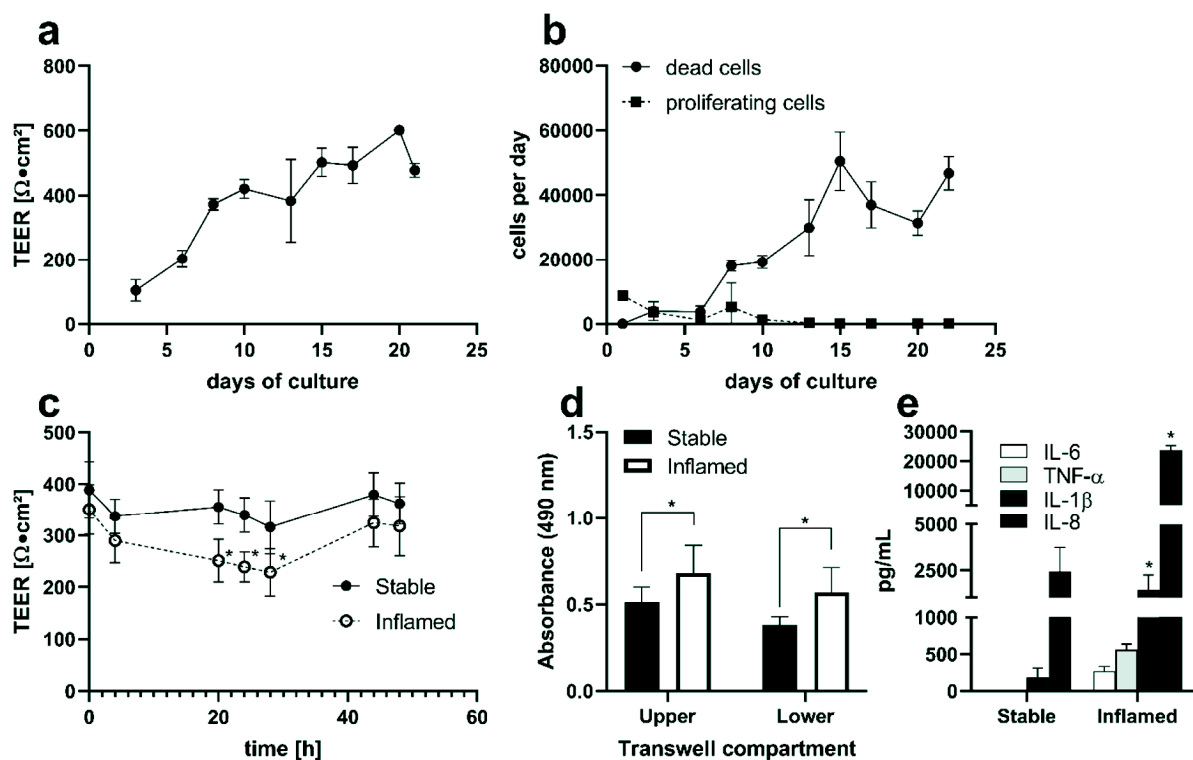 a
800
600
400
200
0
TEER [Ω•cm²]
0 5 10 15 20 25
days of culture
b
80000
60000
40000
20000
0
cells per day
dead cells
proliferating cells
0 5 10 15 20 25
days of culture
c
500
400
300
200
100
0
TEER [Ω•cm²]
* * *
Stable
Inflamed
0 20 40 60
time [h]
d
1.5
1.0
0.5
0.0
Absorbance (490 nm)
Stable
Inflamed
*
*
Upper Lower
Transwell compartment
e
30000
25000
20000
15000
10000
5000
2500
1000
500
0
pg/mL
IL-6
TNF-α
IL-1β
IL-8
*
*
Stable Inflamed